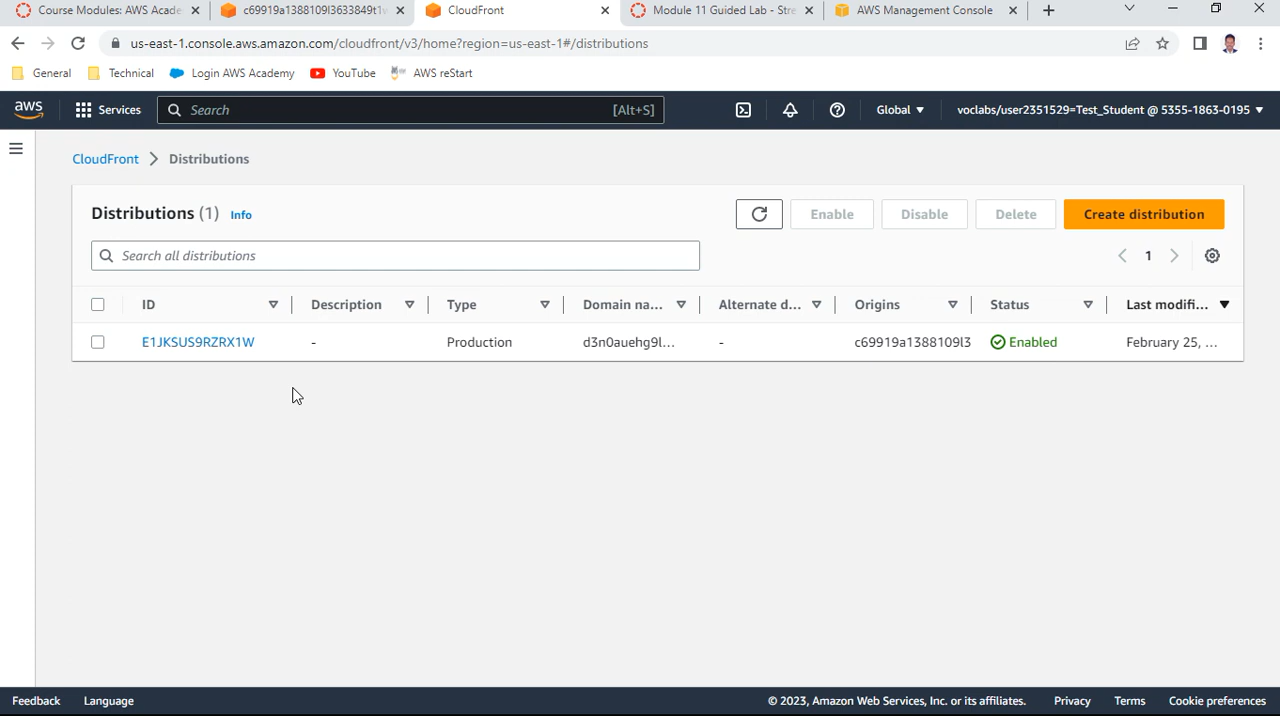 Course Modules: AWS Acade
c69919a1388109l3633849t1w
CloudFront
Module 11 Guided Lab - Stre
AWS Management Console
us-east-1.console.aws.amazon.com/cloudfront/v3/home?region=us-east-1#/distributions
General
Technical
Login AWS Academy
YouTube
AWS reStart
aws
Services
Search
[Alt+S]
Global
voclabs/user2351529=Test_Student @ 5355-1863-0195
CloudFront
Distributions
Distributions (1)
Info
Enable
Disable
Delete
Create distribution
Search all distributions
1
ID
Description
Type
Domain na...
Alternate d...
Origins
Status
Last modifi...
E1JKSUS9RZRX1W
-
Production
d3n0auehg9l...
-
c69919a1388109l3
Enabled
February 25, ...
Feedback
Language
© 2023, Amazon Web Services, Inc. or its affiliates.
Privacy
Terms
Cookie preferences